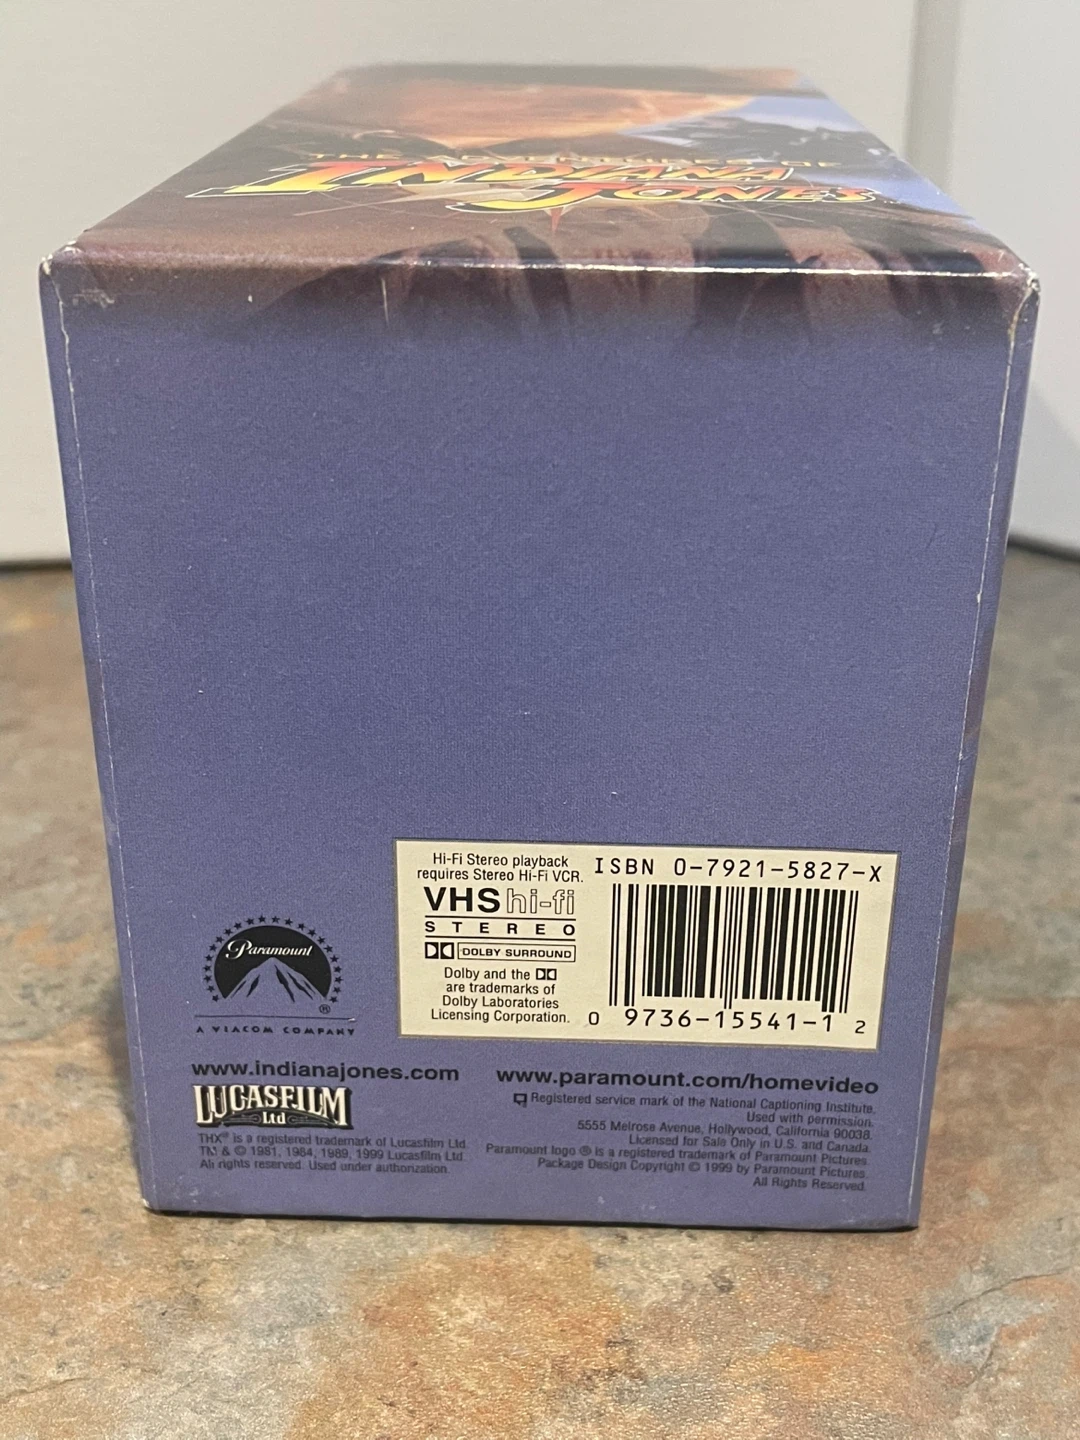 THE ADVENTURES OF
INDIANA
JONES
Hi-Fi Stereo playback
requires Stereo Hi-Fi VCR.
VHS hi-fi
STEREO
DOLBY SURROUND
Dolby and the
are trademarks of
Dolby Laboratories
Licensing Corporation.
ISBN 0-7921-5827-X
0 9736-15541-1 2
Paramount
®
A VIACOM COMPANY
www.indianajones.com
LUCASFILM
Ltd
THX® is a registered trademark of Lucasfilm Ltd.
TM & © 1981, 1984, 1989, 1999 Lucasfilm Ltd.
All rights reserved. Used under authorization.
www.paramount.com/homevideo
Registered service mark of the National Captioning Institute.
Used with permission.
5555 Melrose Avenue, Hollywood, California 90038.
Licensed for Sale Only in U.S. and Canada.
Paramount logo ® is a registered trademark of Paramount Pictures.
Package Design Copyright © 1999 by Paramount Pictures.
All Rights Reserved.